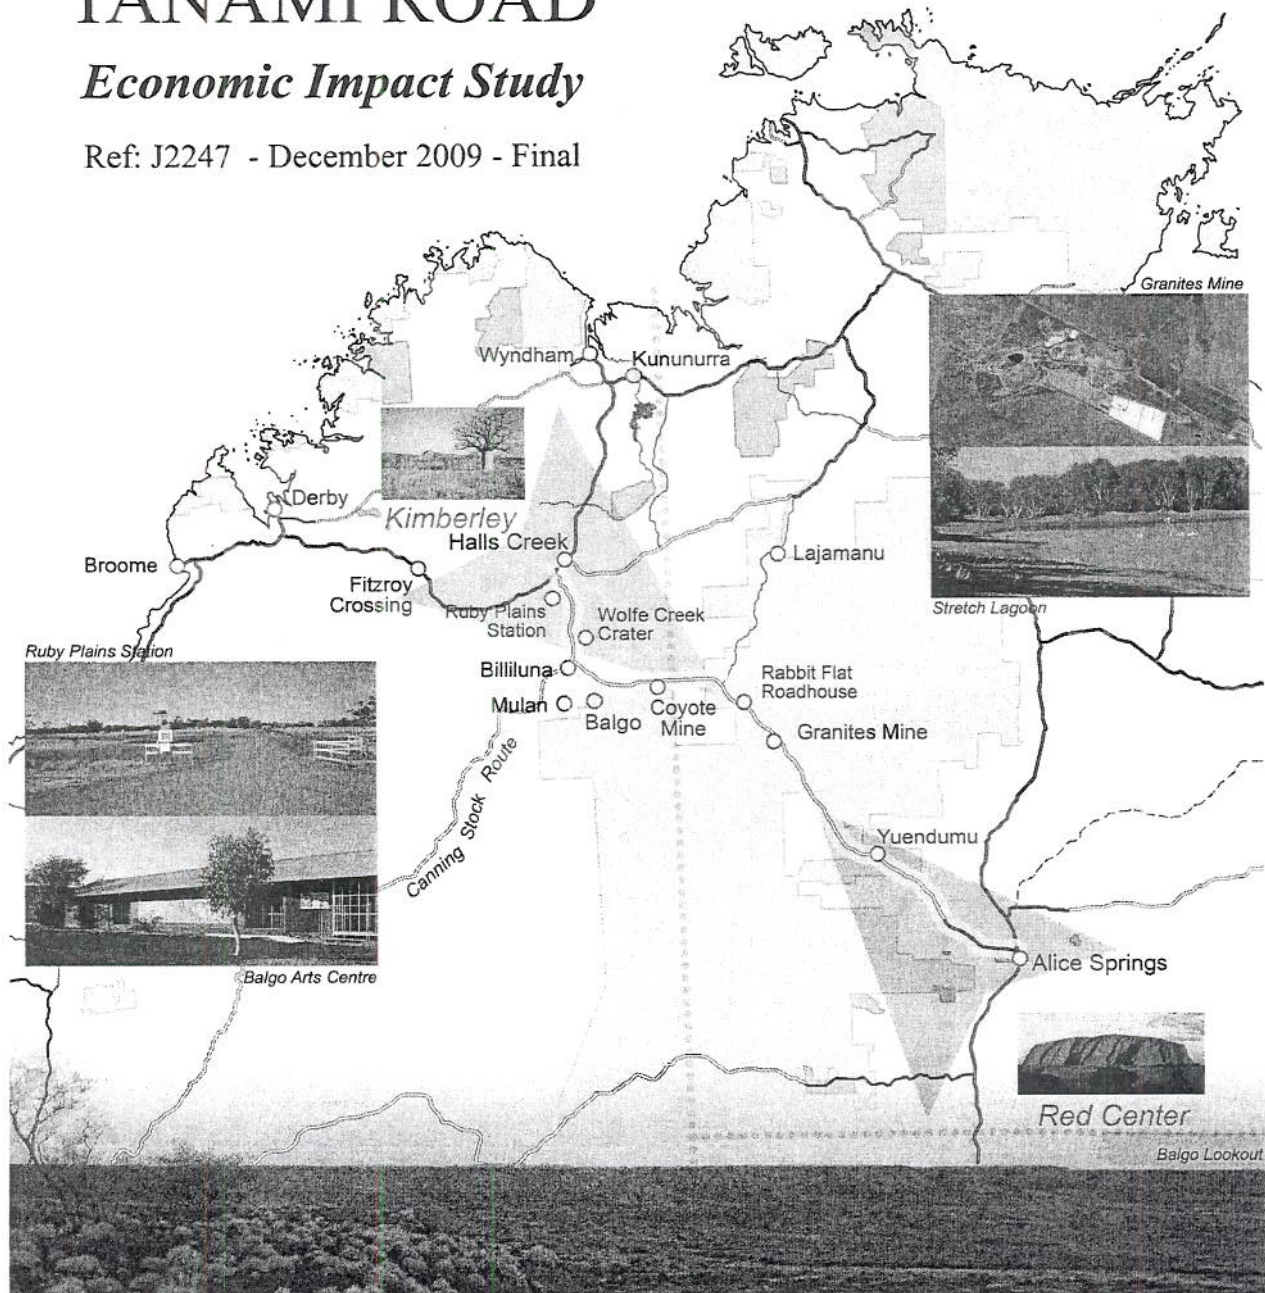 TANAMI ROAD
Economic Impact Study
Ref: J2247 - December 2009 - Final
Granites Mine
Wyndham
Kununurra
Derby
Kimberley
Halls Creek
Broome
Lajamanu
Fitzroy
Crossing
Stretch Lagoon
Ruby Plains
Station
Wolfe Creek
Crater
Ruby Plains Station
Billiluna
Rabbit Flat
Roadhouse
Mulan
Balgo
Coyote
Mine
Granites Mine
Canning Stock Route
Yuendumu
Alice Springs
Balgo Arts Centre
Red Center
Balgo Lookout